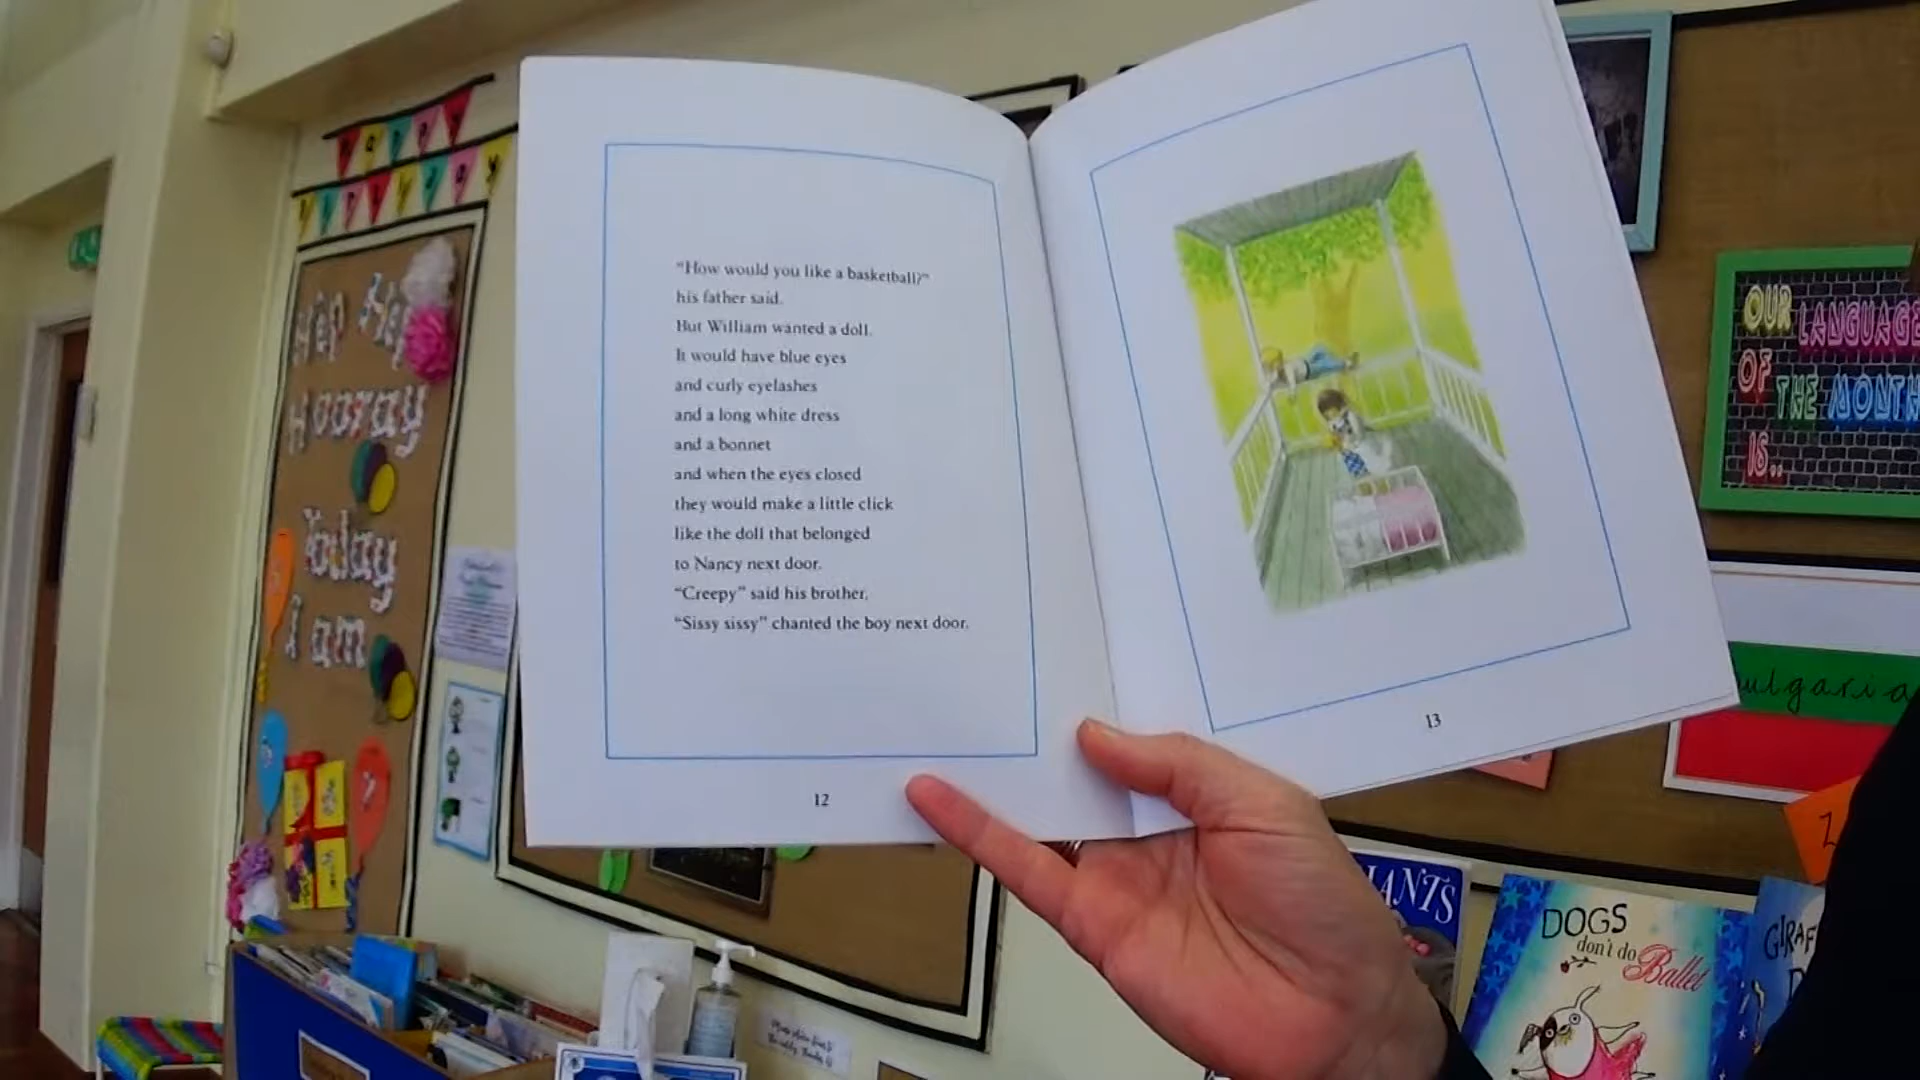 HAPPY
BIRTHDAY
Hip Hip
Hooray
Today
I am
“How would you like a basketball?”
his father said.
But William wanted a doll.
It would have blue eyes
and curly eyelashes
and a long white dress
and a bonnet
and when the eyes closed
they would make a little click
like the doll that belonged
to Nancy next door.
“Creepy” said his brother.
“Sissy sissy” chanted the boy next door.
12
13
OUR LANGUAGE
OF THE MONTH
IS..
DOGS
don't do
Ballet